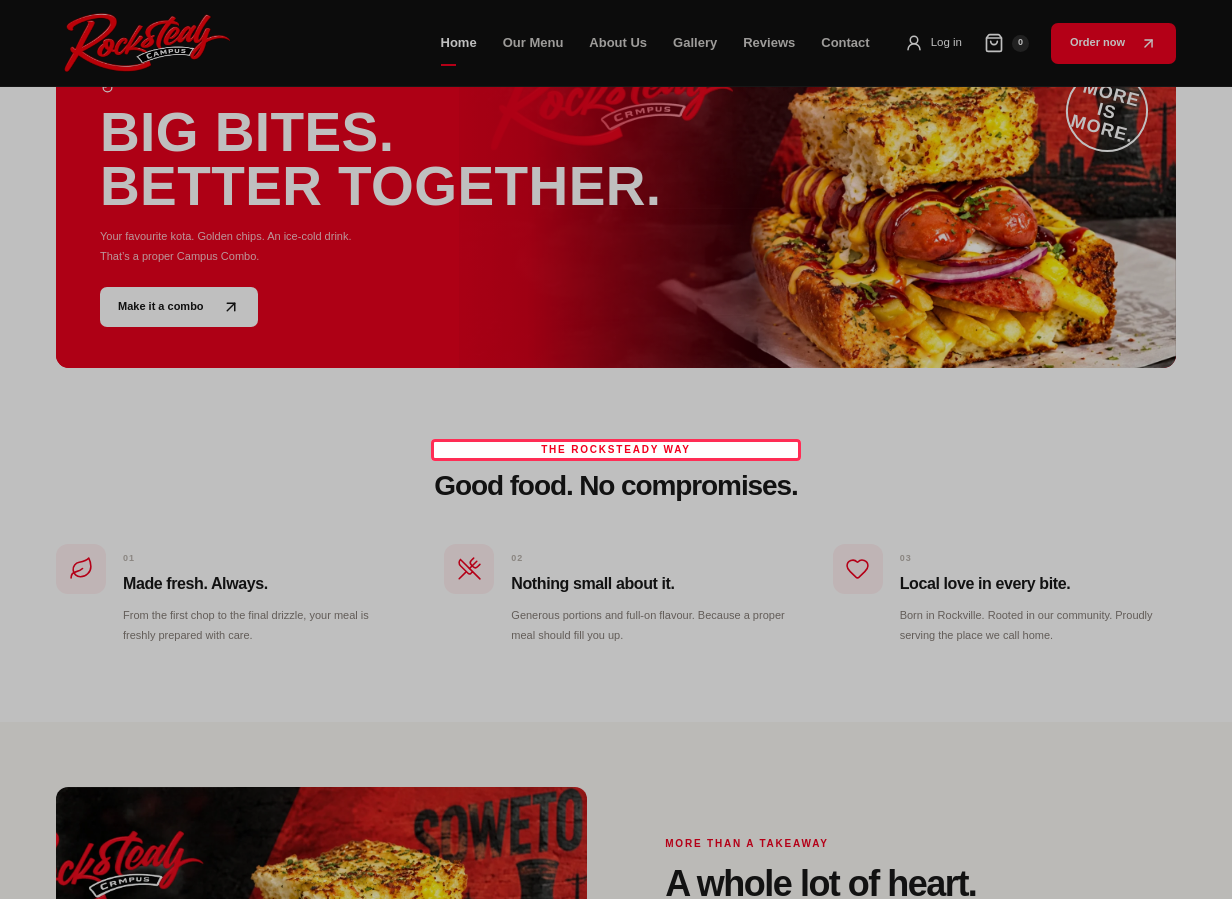 Rocksteady
CAMPUS
Home
Our Menu
About Us
Gallery
Reviews
Contact
Log in
0
Order now
Rocksteady
CAMPUS
MORE
IS
MORE.
BIG BITES.
BETTER TOGETHER.
Your favourite kota. Golden chips. An ice-cold drink.
That's a proper Campus Combo.
Make it a combo
THE ROCKSTEADY WAY
Good food. No compromises.
01
Made fresh. Always.
From the first chop to the final drizzle, your meal is
freshly prepared with care.
02
Nothing small about it.
Generous portions and full-on flavour. Because a proper
meal should fill you up.
03
Local love in every bite.
Born in Rockville. Rooted in our community. Proudly
serving the place we call home.
SOWETO
cksteady
CAMPUS
MORE THAN A TAKEAWAY
A whole lot of heart.